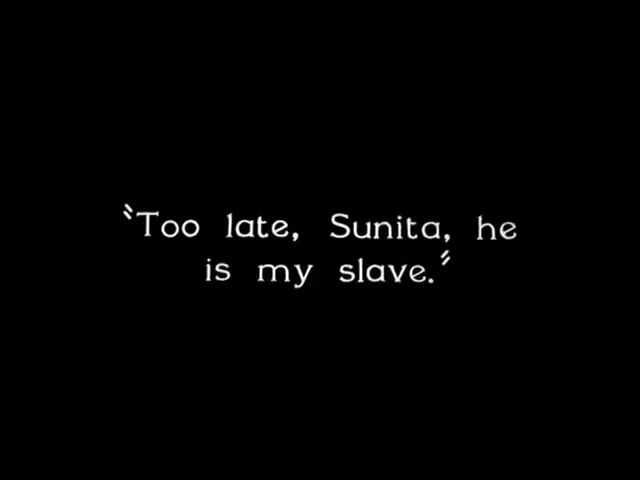 "Too late, Sunita, he
is my slave."